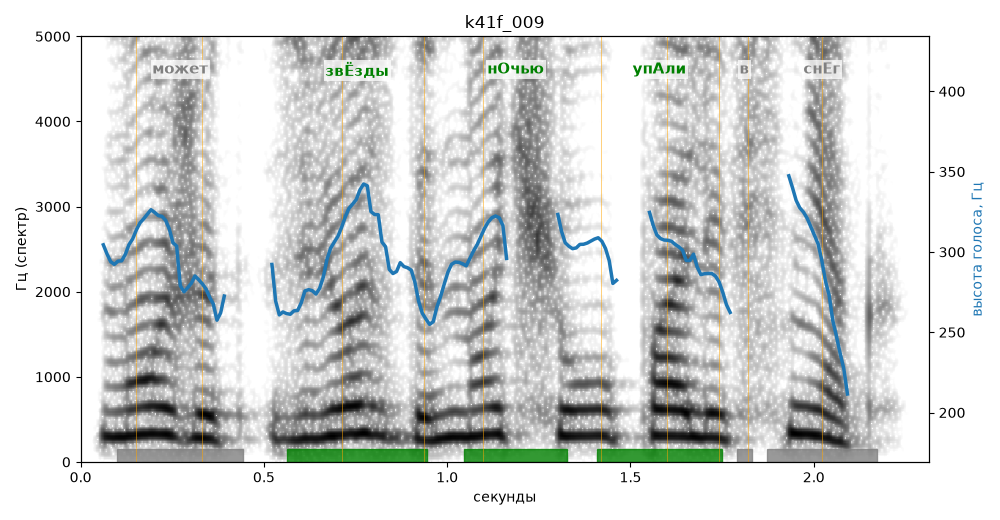 k41f_009
может звЁзды нОчью упАли в снЕг
Гц (спектр)
5000
4000
3000
2000
1000
0
0.0 0.5 1.0 1.5 2.0
секунды
400
350
300
250
200
высота голоса, Гц